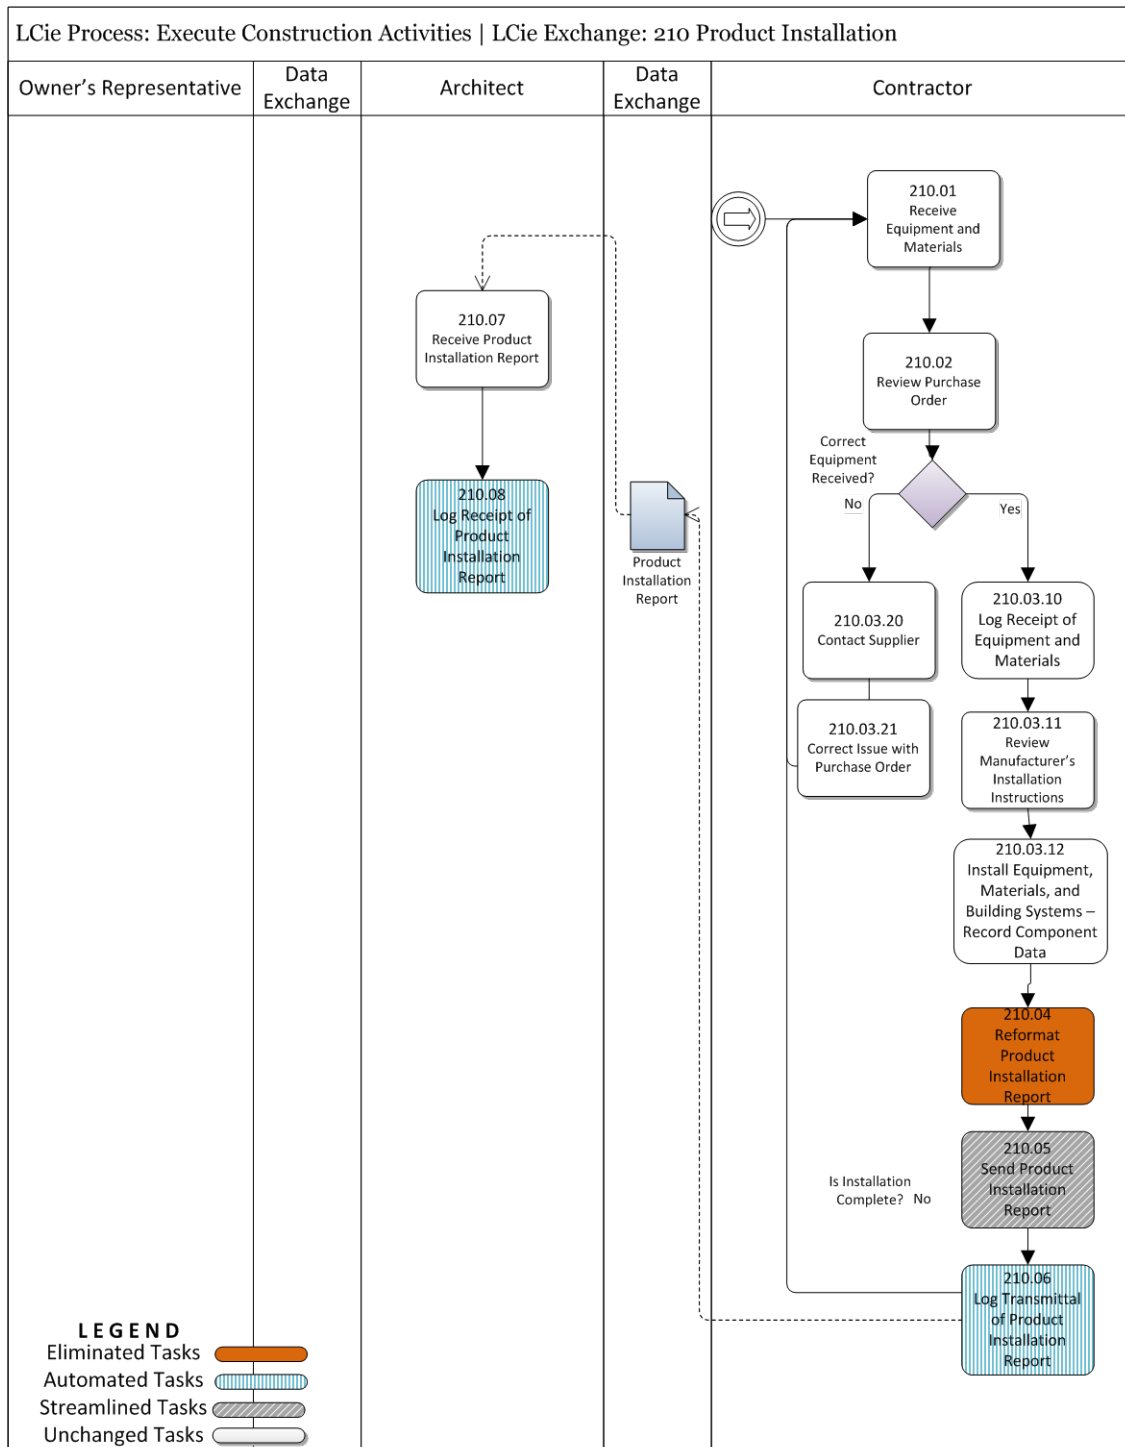 LCie Process: Execute Construction Activities | LCie Exchange: 210 Product Installation
Owner's Representative
Data
Exchange
Architect
Data
Exchange
Contractor
210.01
Receive
Equipment and
Materials
210.07
Receive Product
Installation Report
210.02
Review Purchase
Order
Correct
Equipment
Received?
No
Yes
210.08
Log Receipt of
Product
Installation
Report
Product
Installation
Report
210.03.20
Contact Supplier
210.03.10
Log Receipt of
Equipment and
Materials
210.03.21
Correct Issue with
Purchase Order
210.03.11
Review
Manufacturer's
Installation
Instructions
210.03.12
Install Equipment,
Materials, and
Building Systems –
Record Component
Data
210.04
Reformat
Product
Installation
Report
210.05
Send Product
Installation
Report
Is Installation
Complete? No
210.06
Log Transmittal
of Product
Installation
Report
LEGEND
Eliminated Tasks
Automated Tasks
Streamlined Tasks
Unchanged Tasks